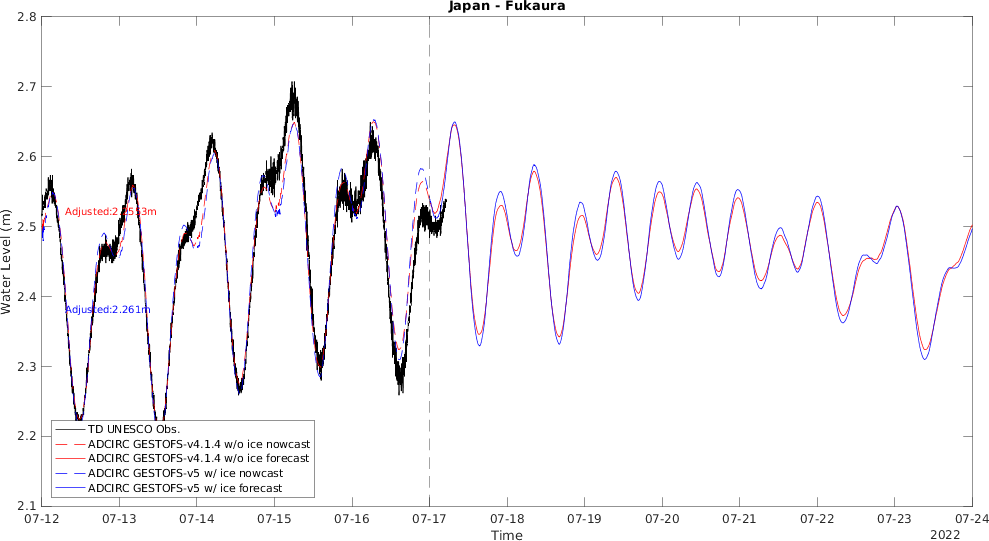 Japan - Fukaura
2.8
2.7
2.6
2.5
2.4
2.3
2.2
2.1
Water Level (m)
Adjusted:2.2553m
Adjusted:2.261m
TD UNESCO Obs.
ADCIRC GESTOFS-v4.1.4 w/o ice nowcast
ADCIRC GESTOFS-v4.1.4 w/o ice forecast
ADCIRC GESTOFS-v5 w/ ice nowcast
ADCIRC GESTOFS-v5 w/ ice forecast
07-12 07-13 07-14 07-15 07-16 07-17 07-18 07-19 07-20 07-21 07-22 07-23 07-24
Time
2022